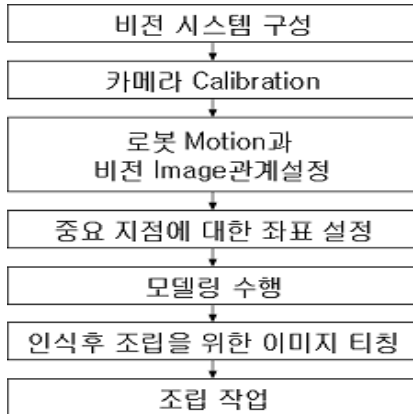 비전 시스템 구성
카메라 Calibration
로봇 Motion과
비전 Image관계설정
중요 지점에 대한 좌표 설정
모델링 수행
인식후 조립을 위한 이미지 티칭
조립 작업